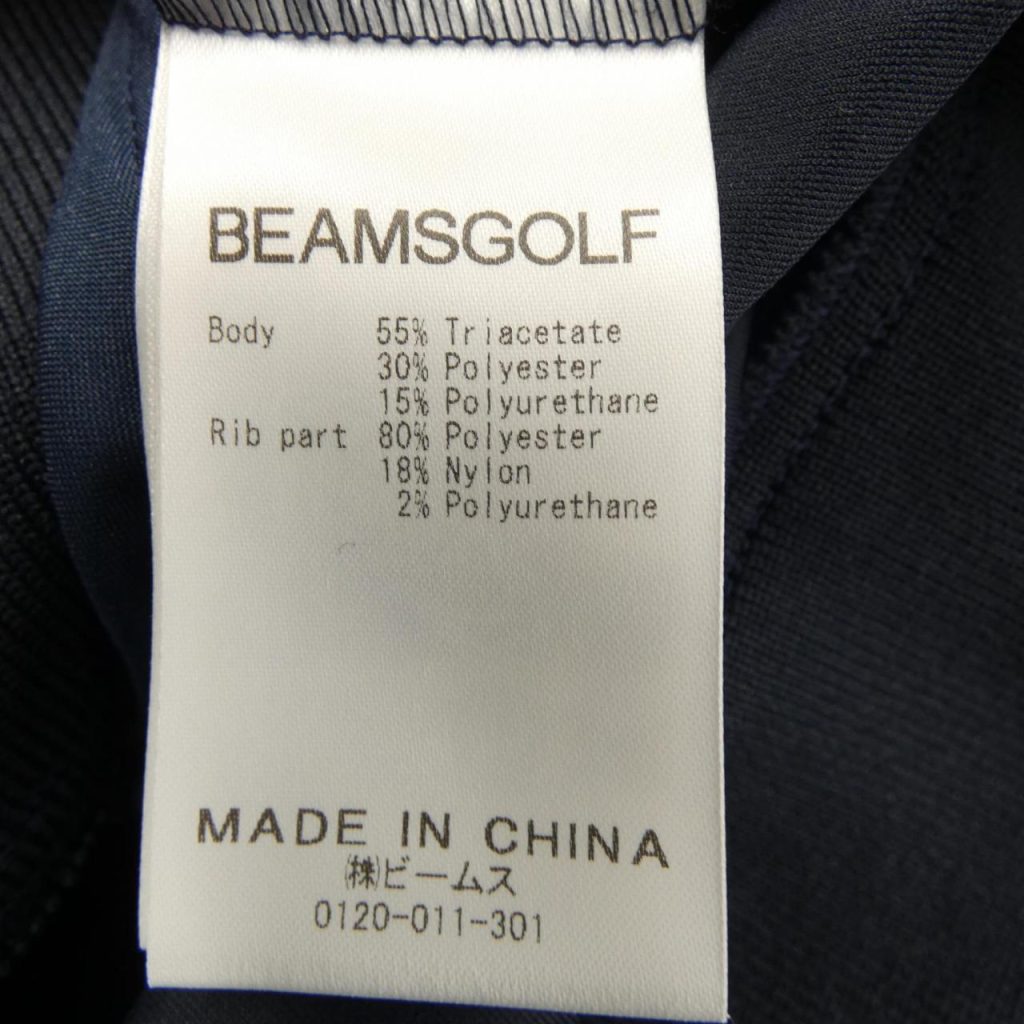 BEAMSGOLF
Body 55% Triacetate
30% Polyester
15% Polyurethane
Rib part 80% Polyester
18% Nylon
2% Polyurethane
MADE IN CHINA
㈱ビームス
0120-011-301